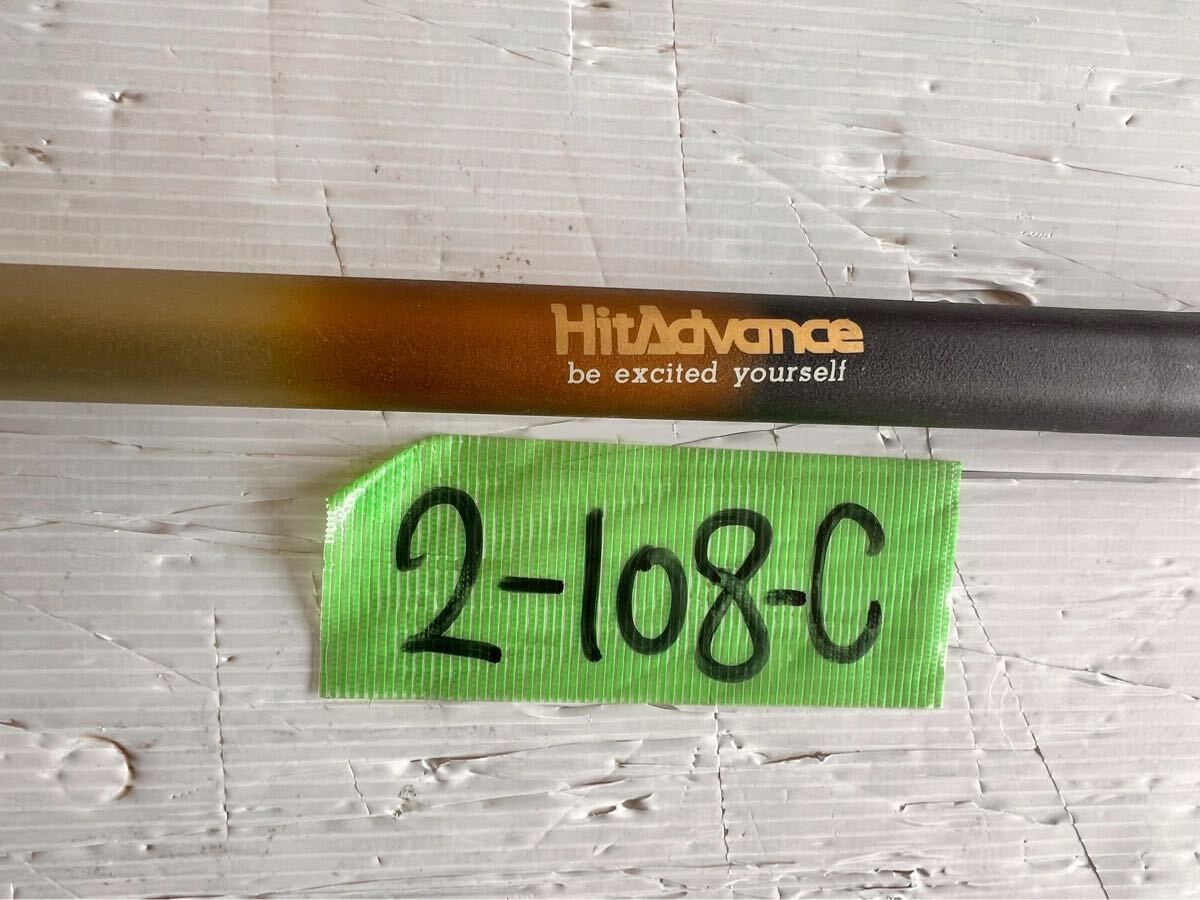 HitAdvance
be excited yourself
2-108-C